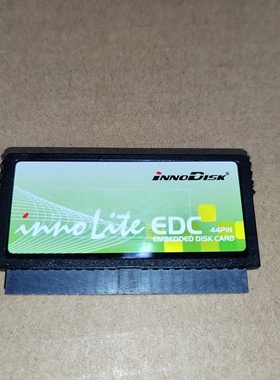 InnoDisk®
innoLite EDC 44PIN
EMBEDDED DISK CARD